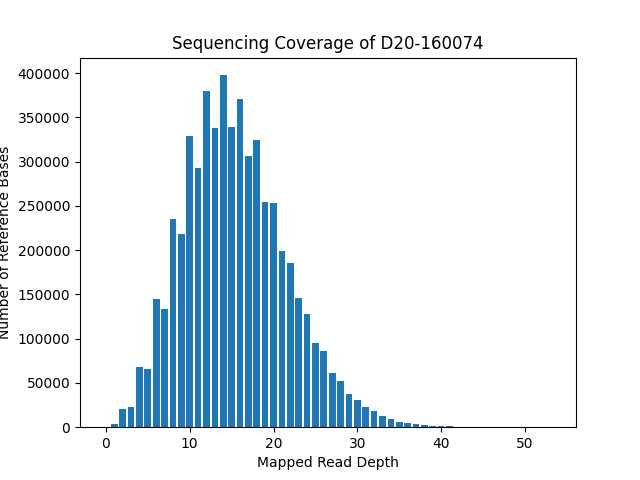 Sequencing Coverage of D20-160074
400000
350000
300000
250000
200000
150000
100000
50000
0
Number of Reference Bases
0 10 20 30 40 50
Mapped Read Depth